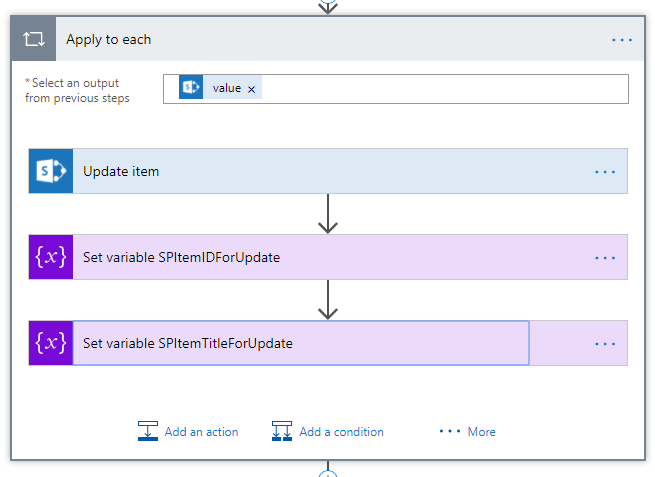 Apply to each
* Select an output
from previous steps
S value ×
S Update item
{x} Set variable SPItemIDForUpdate
{x} Set variable SPItemTitleForUpdate
Add an action Add a condition More